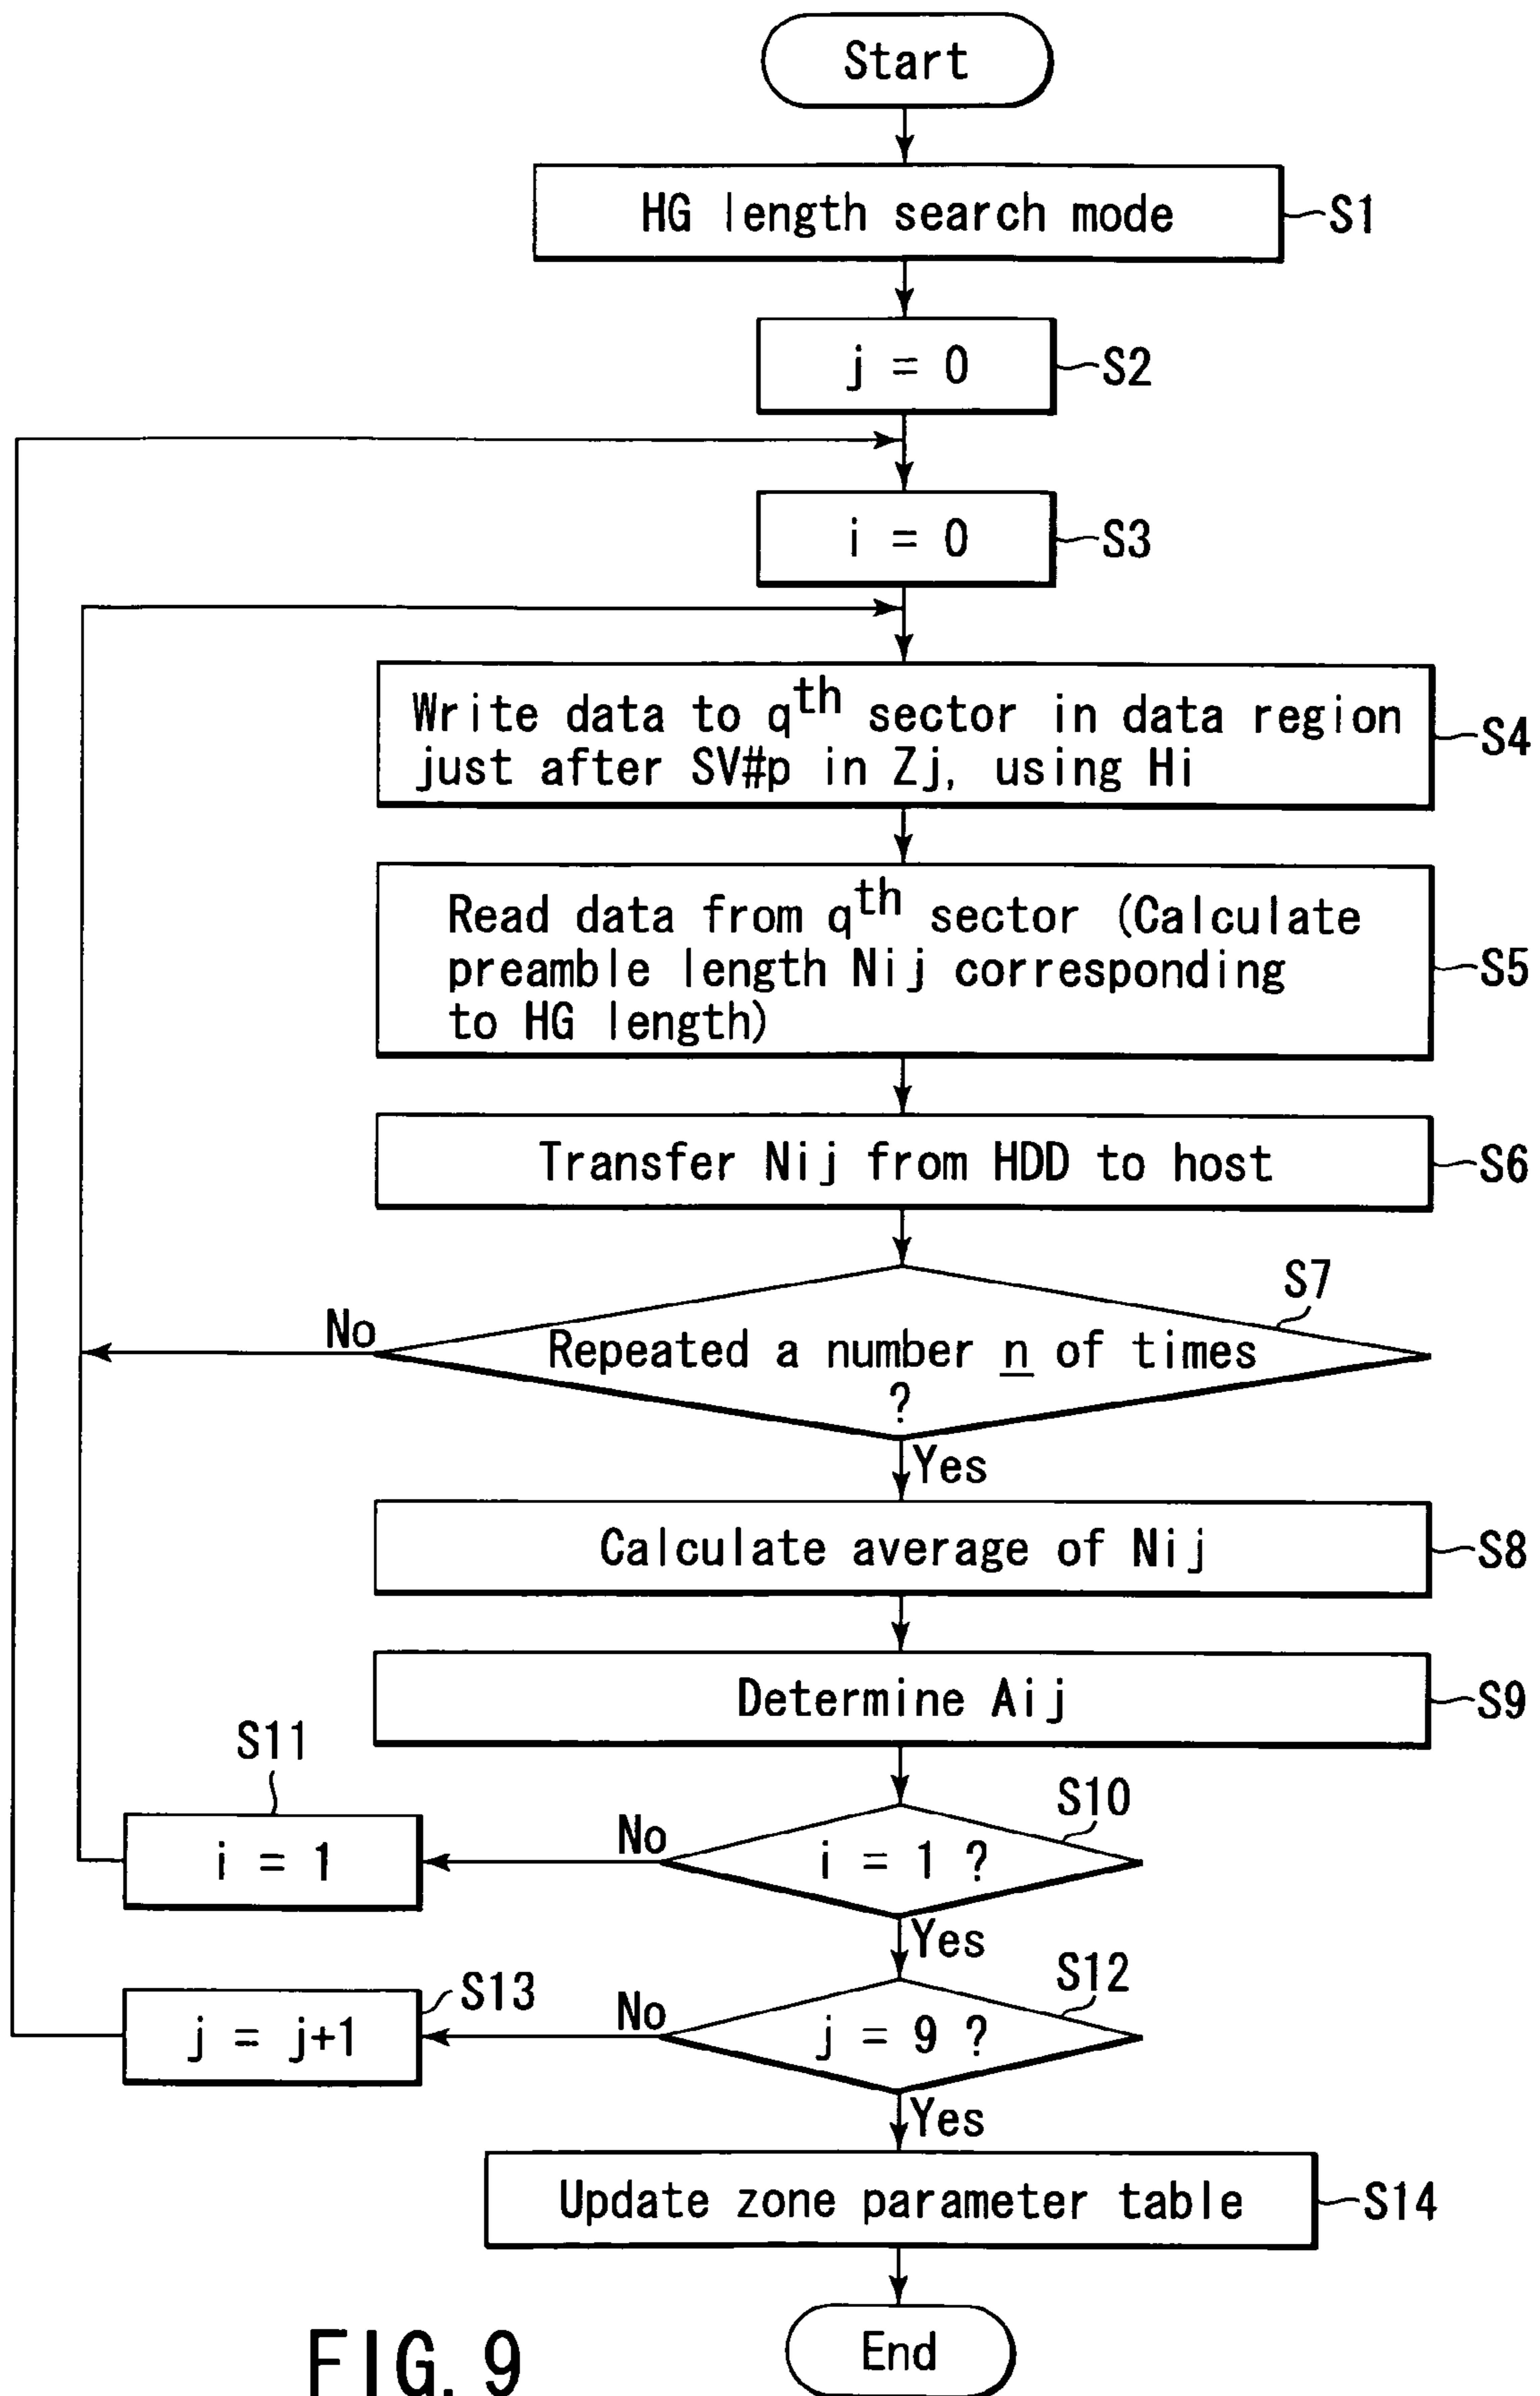 Start
HG length search mode
S1
j = 0
S2
i = 0
S3
Write data to qth sector in data region
just after SV#p in Zj, using Hi
S4
Read data from qth sector (Calculate
preamble length Nij corresponding
to HG length)
S5
Transfer Nij from HDD to host
S6
S7
No
Repeated a number n of times
?
Yes
Calculate average of Nij
S8
Determine Aij
S9
S11
S10
i = 1
No
i = 1 ?
Yes
S12
S13
j = j+1
No
j = 9 ?
Yes
Update zone parameter table
S14
End
FIG. 9